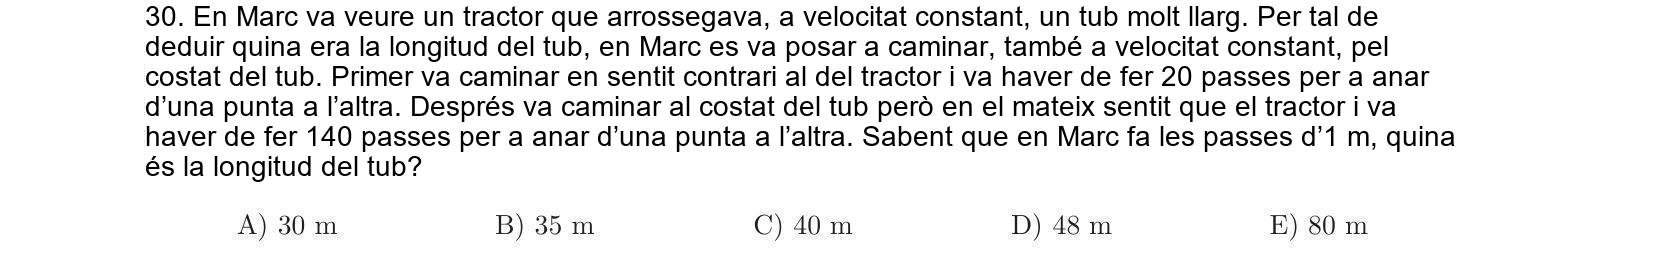 30. En Marc va veure un tractor que arrossegava, a velocitat constant, un tub molt llarg. Per tal de
deduir quina era la longitud del tub, en Marc es va posar a caminar, també a velocitat constant, pel
costat del tub. Primer va caminar en sentit contrari al del tractor i va haver de fer 20 passes per a anar
d’una punta a l’altra. Després va caminar al costat del tub però en el mateix sentit que el tractor i va
haver de fer 140 passes per a anar d’una punta a l’altra. Sabent que en Marc fa les passes d’1 m, quina
és la longitud del tub?
A) 30 m B) 35 m C) 40 m D) 48 m E) 80 m